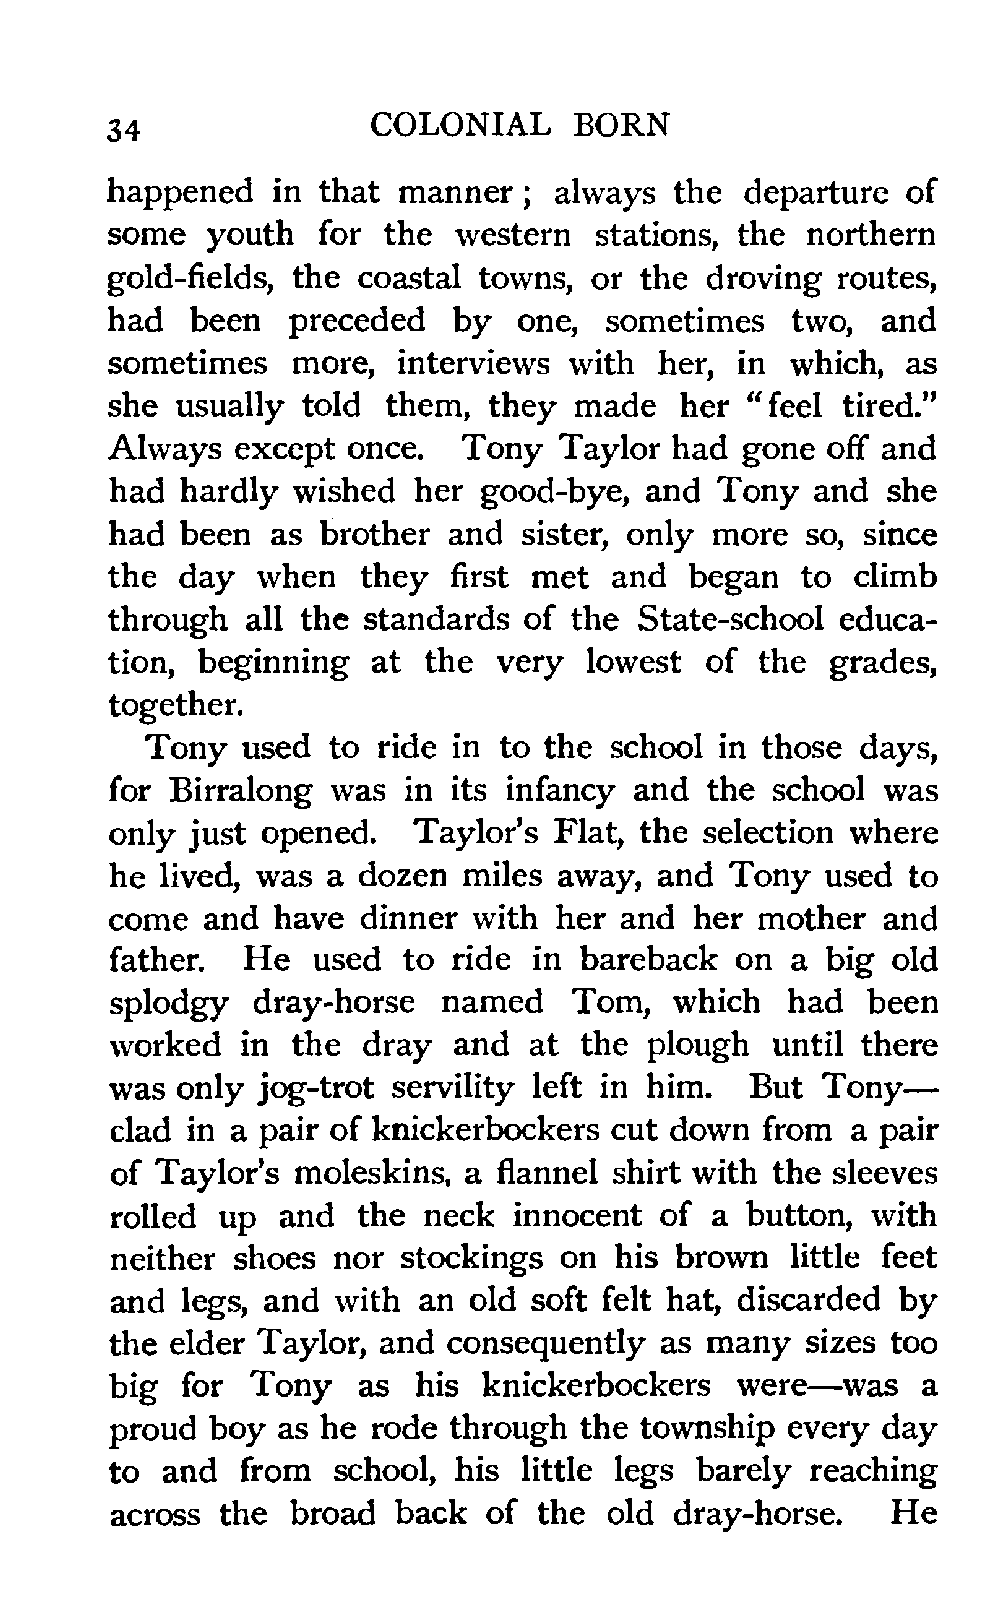 34 COLONIAL BORN
happened in that manner; always the departure of
some youth for the western stations, the northern
gold-fields, the coastal towns, or the droving routes,
had been preceded by one, sometimes two, and
sometimes more, interviews with her, in which, as
she usually told them, they made her "feel tired."
Always except once. Tony Taylor had gone off and
had hardly wished her good-bye, and Tony and she
had been as brother and sister, only more so, since
the day when they first met and began to climb
through all the standards of the State-school educa-
tion, beginning at the very lowest of the grades,
together.
Tony used to ride in to the school in those days,
for Birralong was in its infancy and the school was
only just opened. Taylor's Flat, the selection where
he lived, was a dozen miles away, and Tony used to
come and have dinner with her and her mother and
father. He used to ride in bareback on a big old
splodgy dray-horse named Tom, which had been
worked in the dray and at the plough until there
was only jog-trot servility left in him. But Tony—
clad in a pair of knickerbockers cut down from a pair
of Taylor's moleskins, a flannel shirt with the sleeves
rolled up and the neck innocent of a button, with
neither shoes nor stockings on his brown little feet
and legs, and with an old soft felt hat, discarded by
the elder Taylor, and consequently as many sizes too
big for Tony as his knickerbockers were—was a
proud boy as he rode through the township every day
to and from school, his little legs barely reaching
across the broad back of the old dray-horse. He